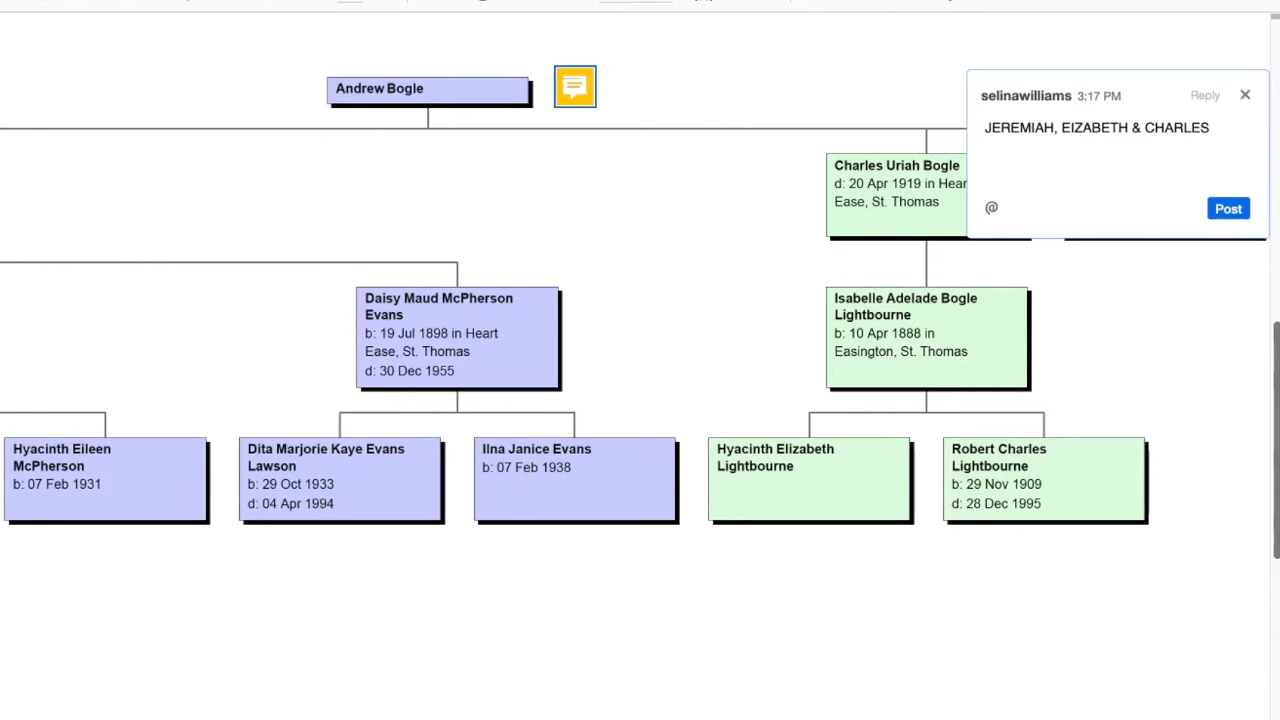 Andrew Bogle
selinawilliams 3:17 PM Reply
JEREMIAH, EIZABETH & CHARLES
@ Post
Charles Uriah Bogle
d: 20 Apr 1919 in Hear
Ease, St. Thomas
Daisy Maud McPherson
Evans
b: 19 Jul 1898 in Heart
Ease, St. Thomas
d: 30 Dec 1955
Isabelle Adelade Bogle
Lightbourne
b: 10 Apr 1888 in
Easington, St. Thomas
Hyacinth Eileen
McPherson
b: 07 Feb 1931
Dita Marjorie Kaye Evans
Lawson
b: 29 Oct 1933
d: 04 Apr 1994
Ilna Janice Evans
b: 07 Feb 1938
Hyacinth Elizabeth
Lightbourne
Robert Charles
Lightbourne
b: 29 Nov 1909
d: 28 Dec 1995